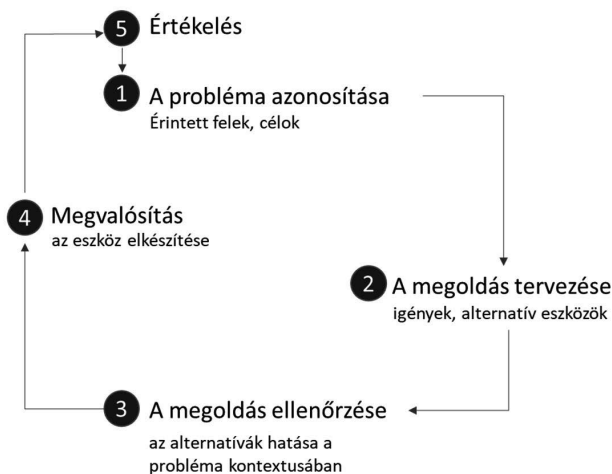 5 Értékelés
1 A probléma azonosítása
Érintett felek, célok
4 Megvalósítás
az eszköz elkészítése
2 A megoldás tervezése
igények, alternatív eszközök
3 A megoldás ellenőrzése
az alternatívák hatása a
probléma kontextusában